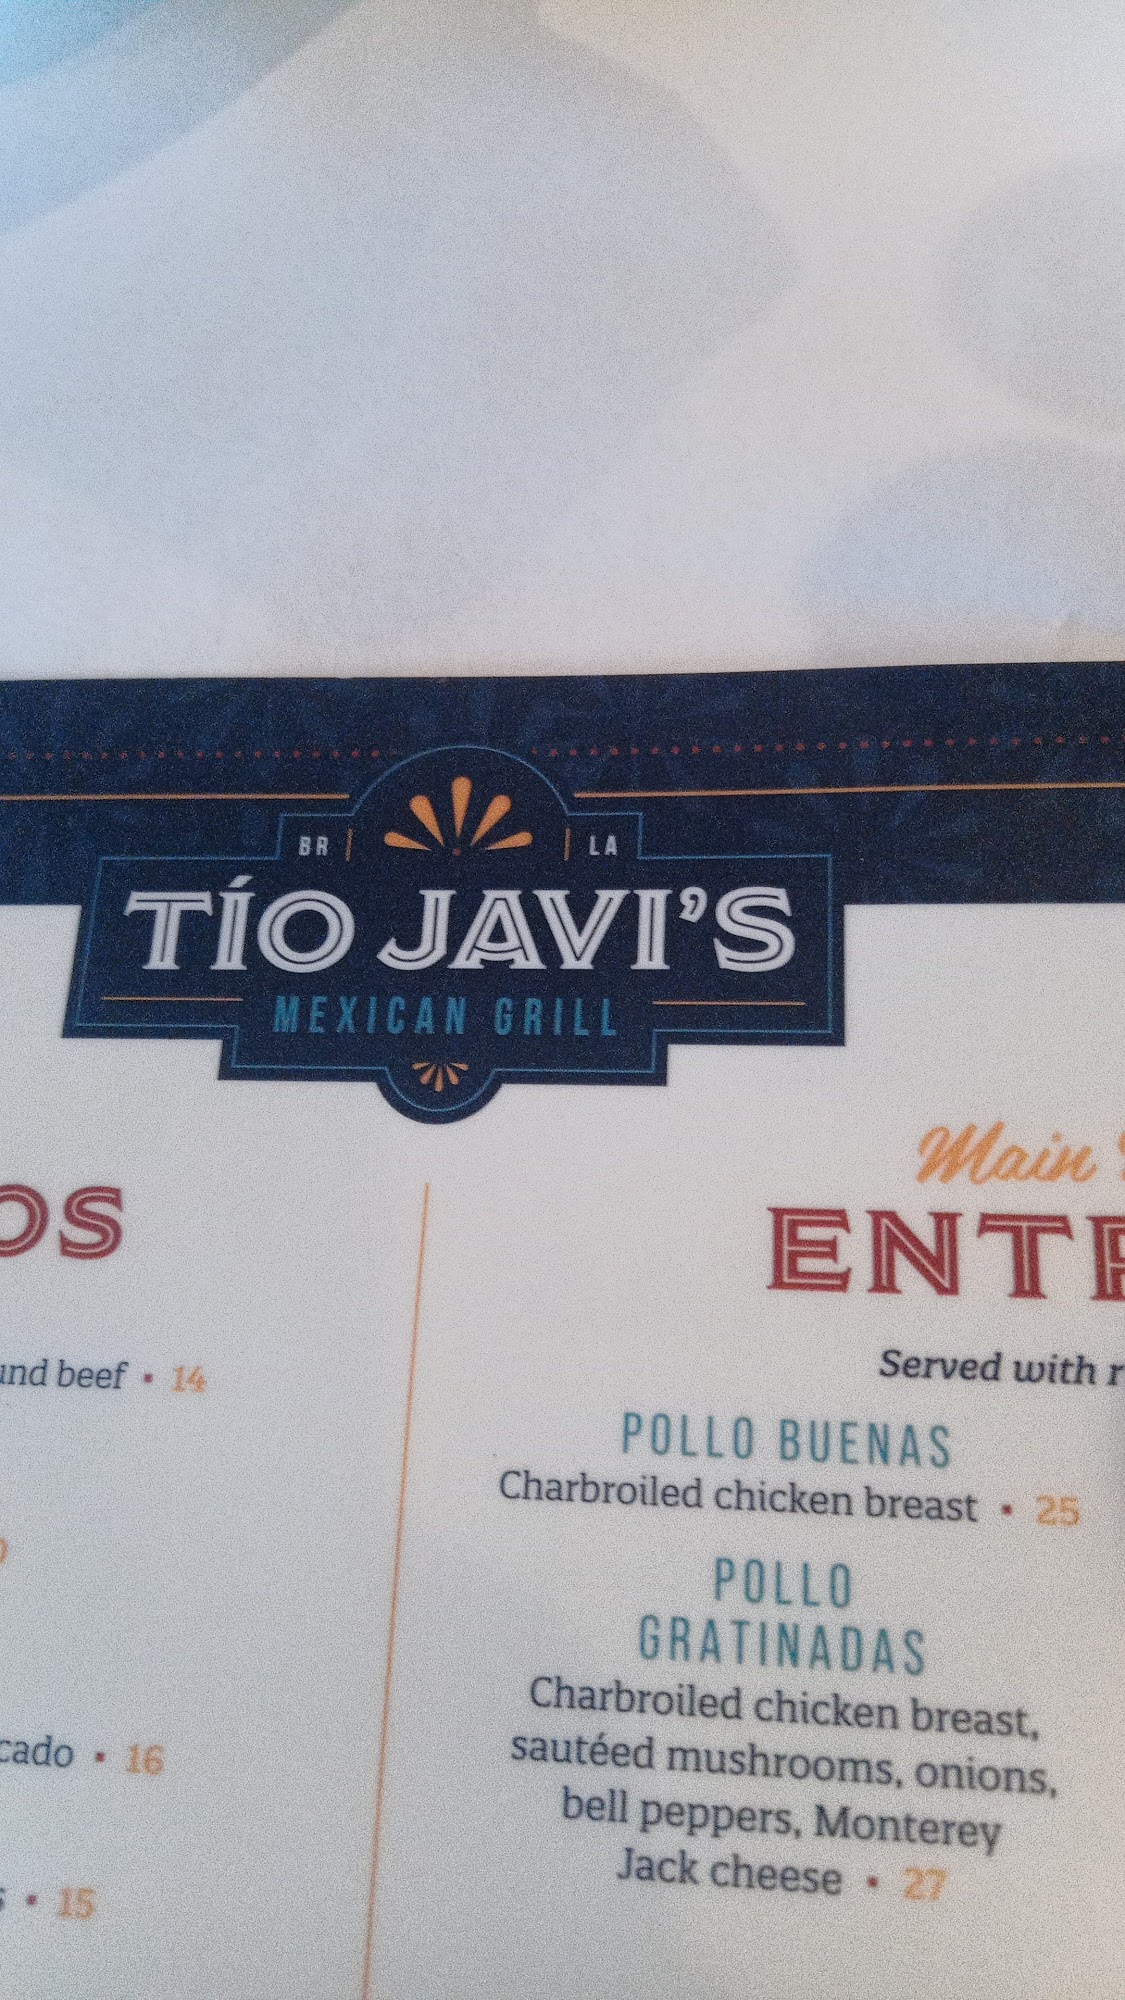 BR LA
TÍO JAVI'S
MEXICAN GRILL
OS
und beef • 14
cado • 16
• 15
Main
ENTR
Served with r
POLLO BUENAS
Charbroiled chicken breast • 25
POLLO
GRATINADAS
Charbroiled chicken breast,
sautéed mushrooms, onions,
bell peppers, Monterey
Jack cheese • 27